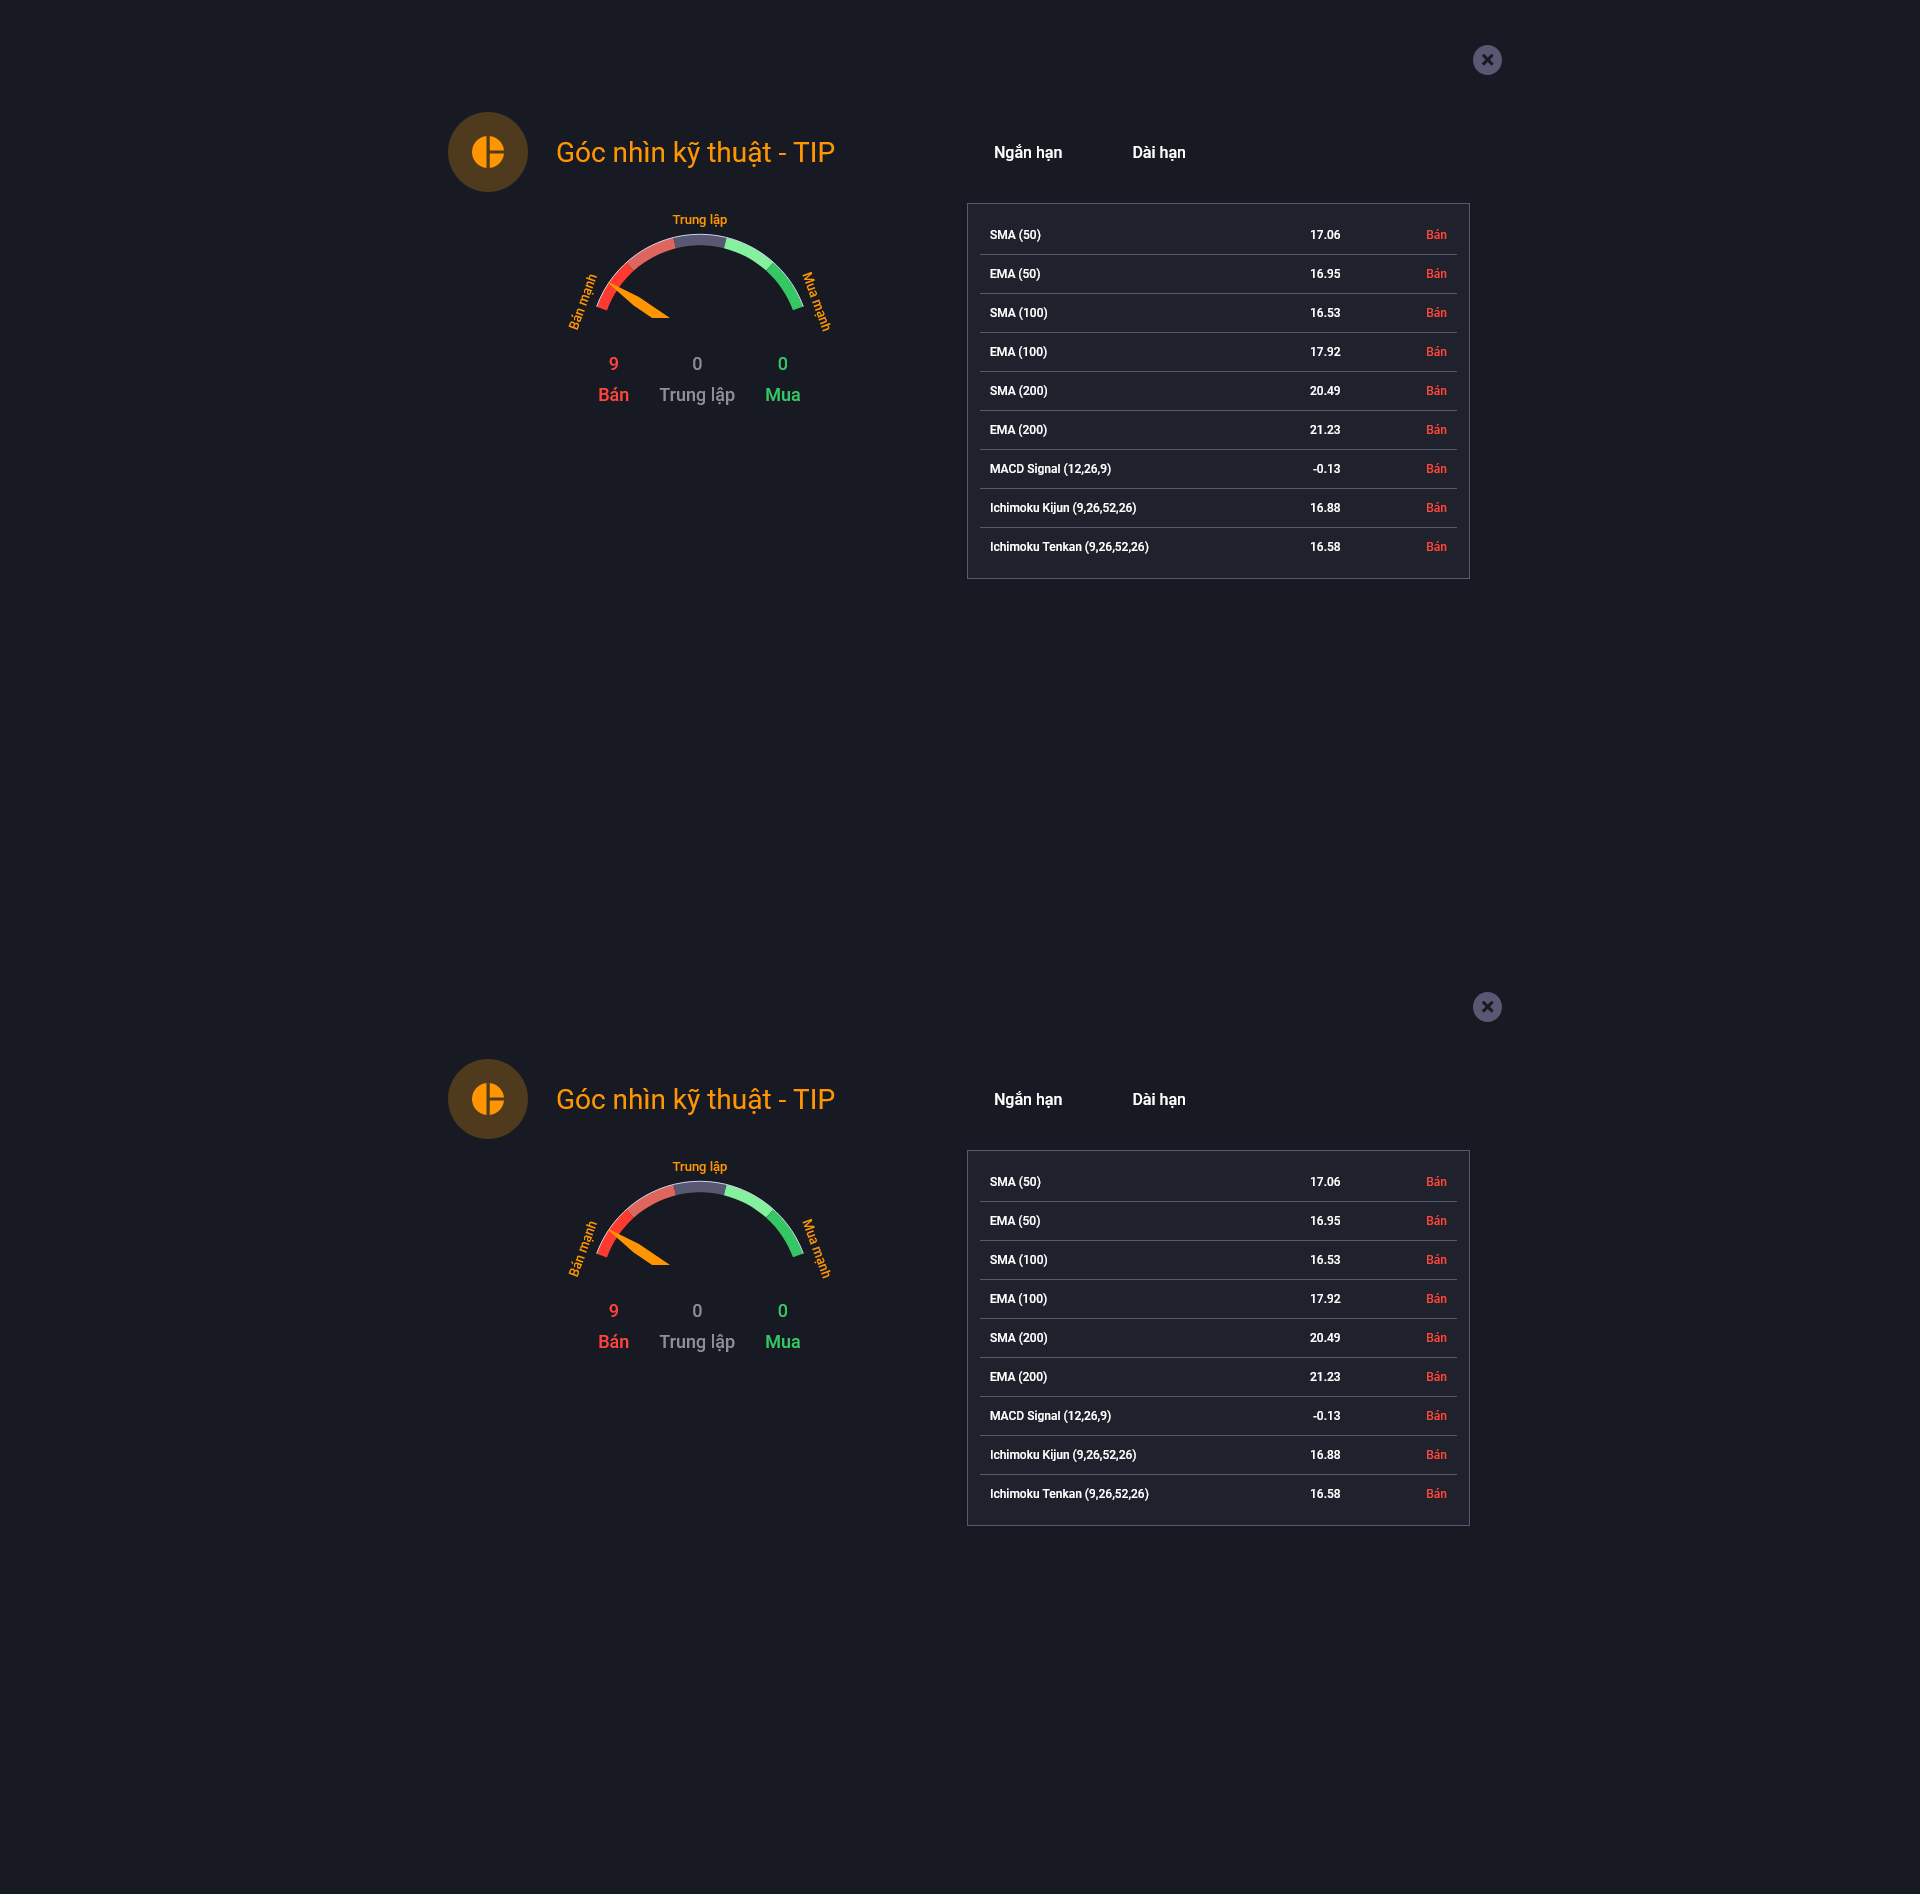 Góc nhìn kỹ thuật - TIP
Ngắn hạn Dài hạn
Trung lập
Bán mạnh
Mua mạnh
9 0 0
Bán Trung lập Mua
SMA (50) 17.06 Bán
EMA (50) 16.95 Bán
SMA (100) 16.53 Bán
EMA (100) 17.92 Bán
SMA (200) 20.49 Bán
EMA (200) 21.23 Bán
MACD Signal (12,26,9) -0.13 Bán
Ichimoku Kijun (9,26,52,26) 16.88 Bán
Ichimoku Tenkan (9,26,52,26) 16.58 Bán
Góc nhìn kỹ thuật - TIP
Ngắn hạn Dài hạn
Trung lập
Bán mạnh
Mua mạnh
9 0 0
Bán Trung lập Mua
SMA (50) 17.06 Bán
EMA (50) 16.95 Bán
SMA (100) 16.53 Bán
EMA (100) 17.92 Bán
SMA (200) 20.49 Bán
EMA (200) 21.23 Bán
MACD Signal (12,26,9) -0.13 Bán
Ichimoku Kijun (9,26,52,26) 16.88 Bán
Ichimoku Tenkan (9,26,52,26) 16.58 Bán